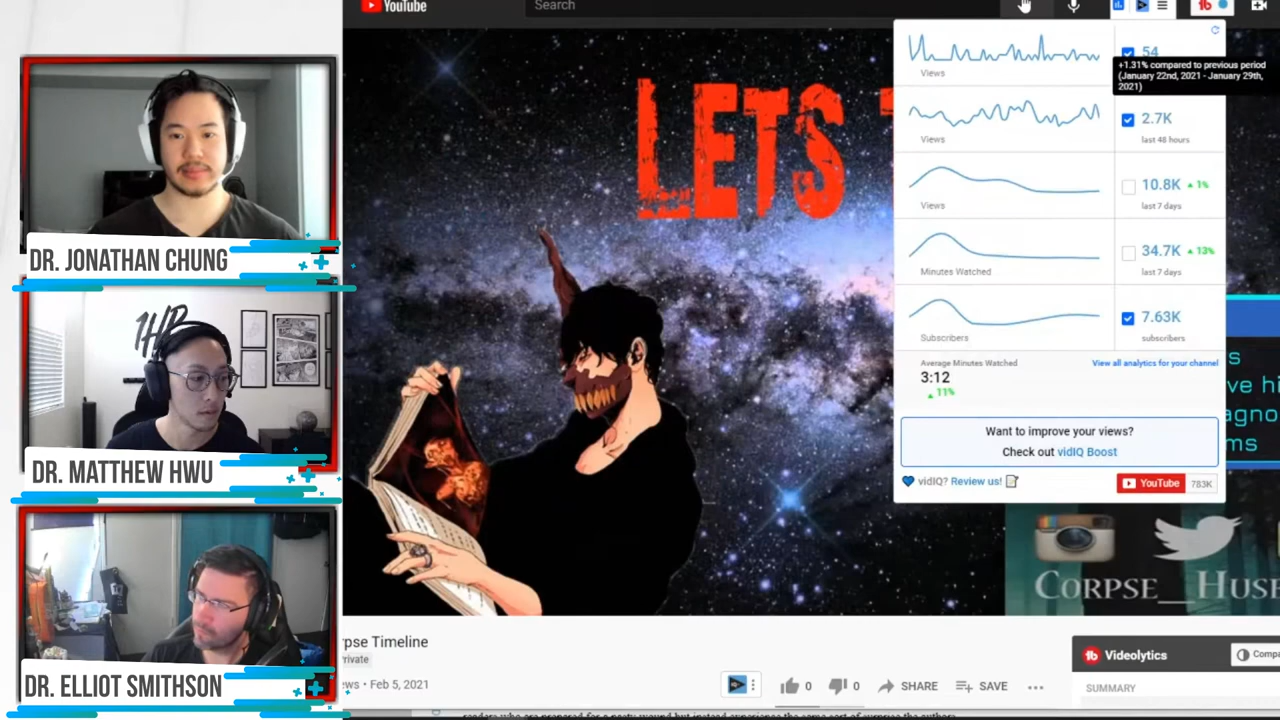 DR. JONATHAN CHUNG
1HP
DR. MATTHEW HWU
DR. ELLIOT SMITHSON
YouTube
Search
LETS
54
Views
+1.31% compared to previous period
(January 22nd, 2021 - January 29th,
2021)
2.7K
Views
last 48 hours
10.8K ▲ 1%
Views
last 7 days
34.7K ▲ 13%
Minutes Watched
last 7 days
7.63K
Subscribers
subscribers
Average Minutes Watched
View all analytics for your channel
3:12
▲ 11%
Want to improve your views?
Check out vidIQ Boost
vidIQ? Review us!
YouTube 783K
Corpse_Huse
rpse Timeline
rivate
ews • Feb 5, 2021
0
0
SHARE
SAVE
Videolytics
Compa
SUMMARY